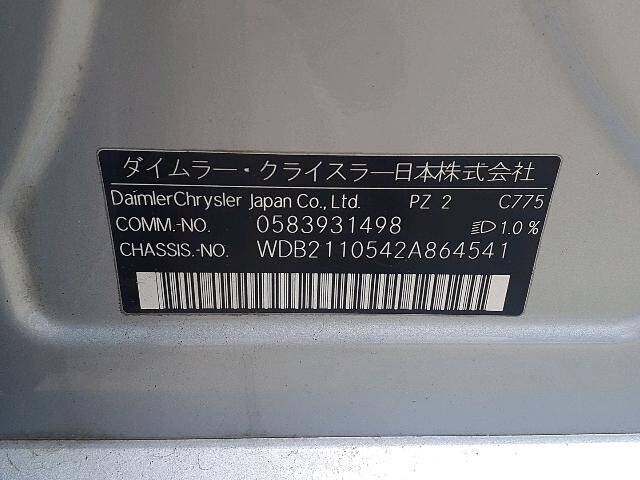 ダイムラー・クライスラー日本株式会社
DaimlerChrysler Japan Co., Ltd. PZ 2 C775
COMM.-NO. 0583931498 1.0%
CHASSIS.-NO. WDB2110542A864541